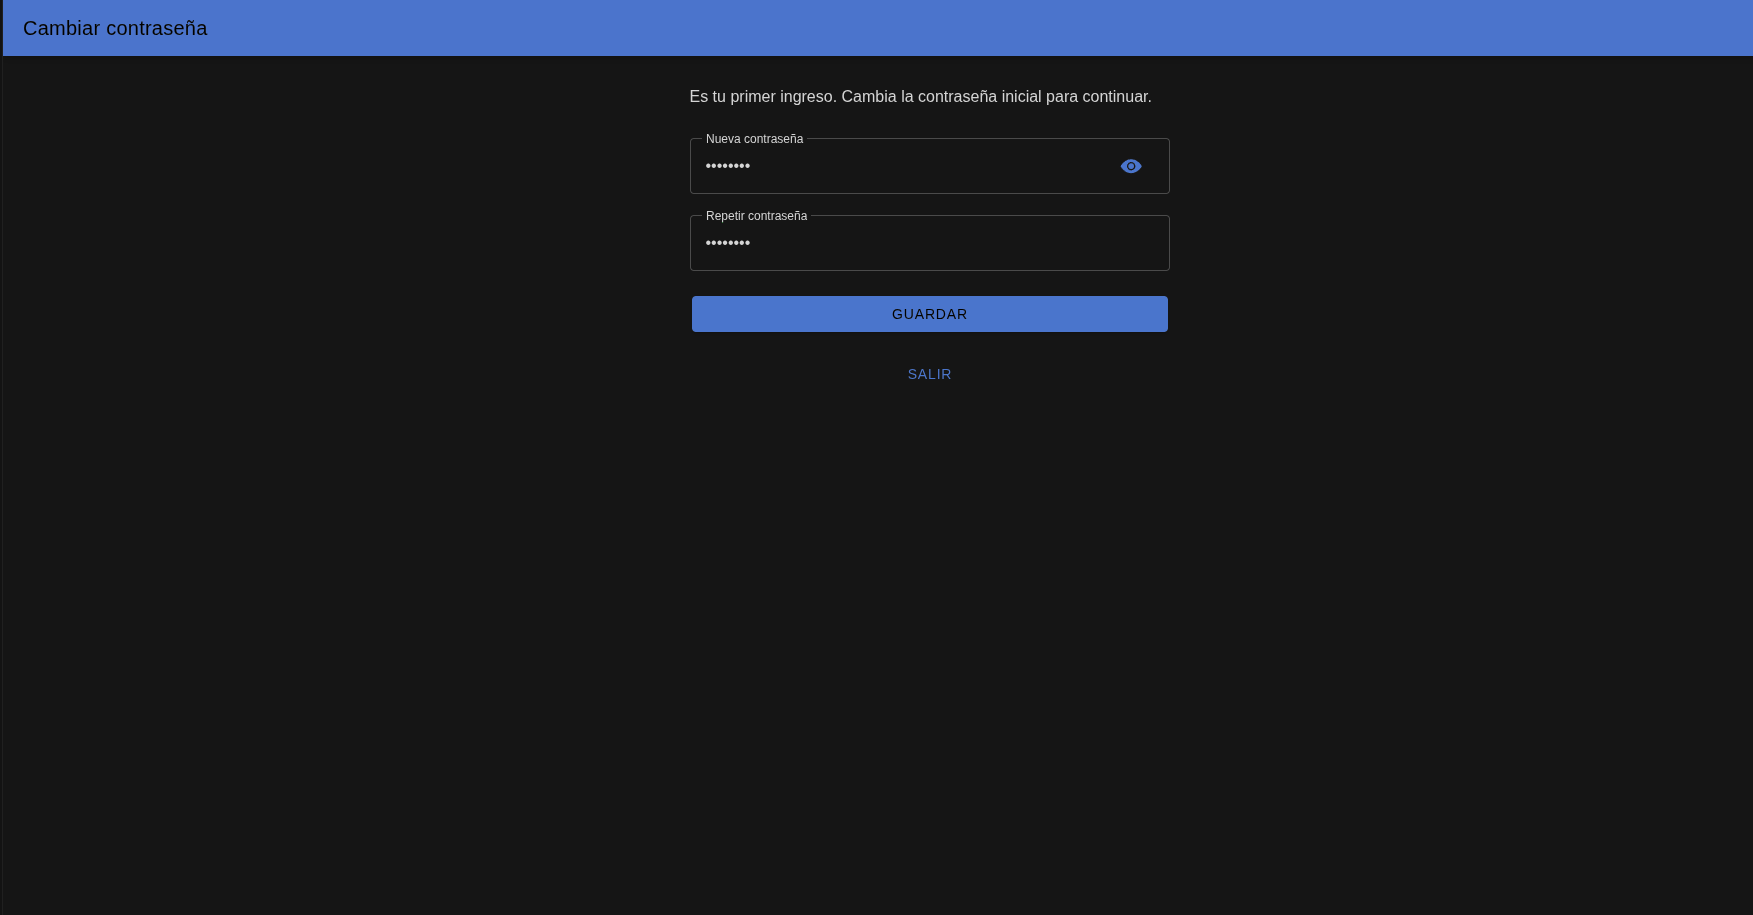 Cambiar contraseña
Es tu primer ingreso. Cambia la contraseña inicial para continuar.
Nueva contraseña
••••••••
Repetir contraseña
••••••••
GUARDAR
SALIR